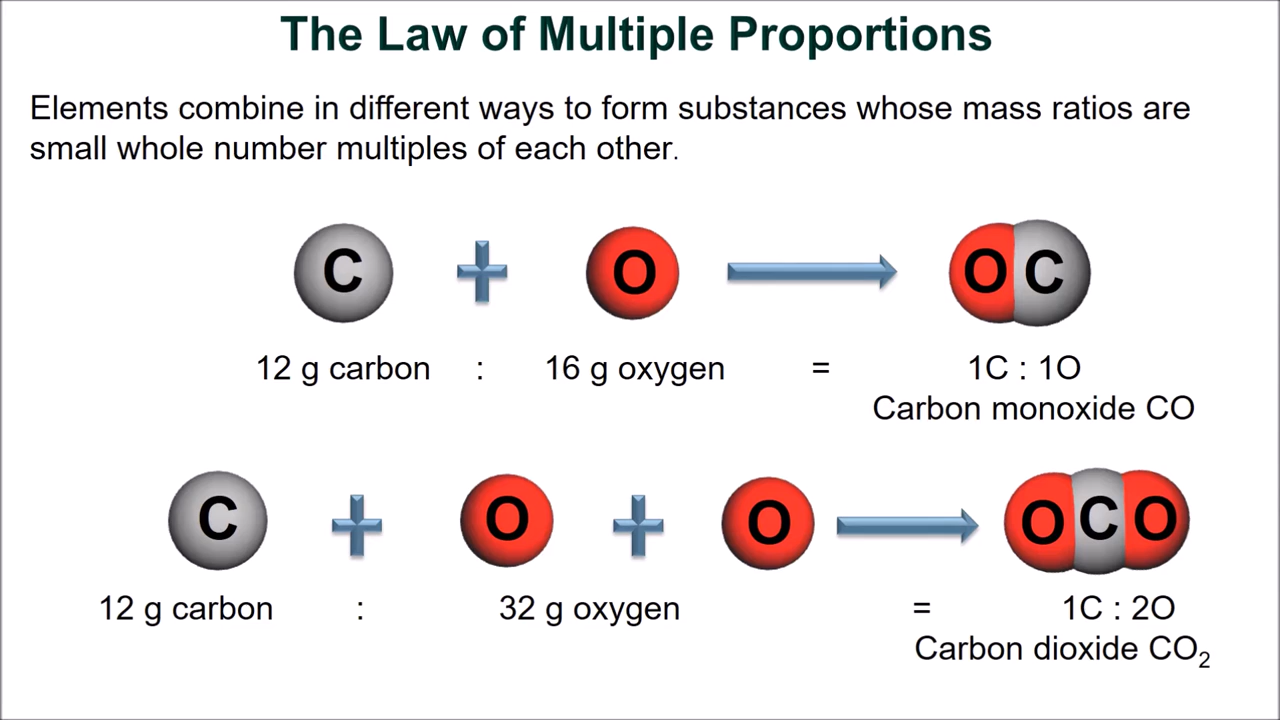 The Law of Multiple Proportions
Elements combine in different ways to form substances whose mass ratios are
small whole number multiples of each other.
C O O C
12 g carbon : 16 g oxygen = 1C : 1O
Carbon monoxide CO
C O O O C O
12 g carbon : 32 g oxygen = 1C : 2O
Carbon dioxide CO₂